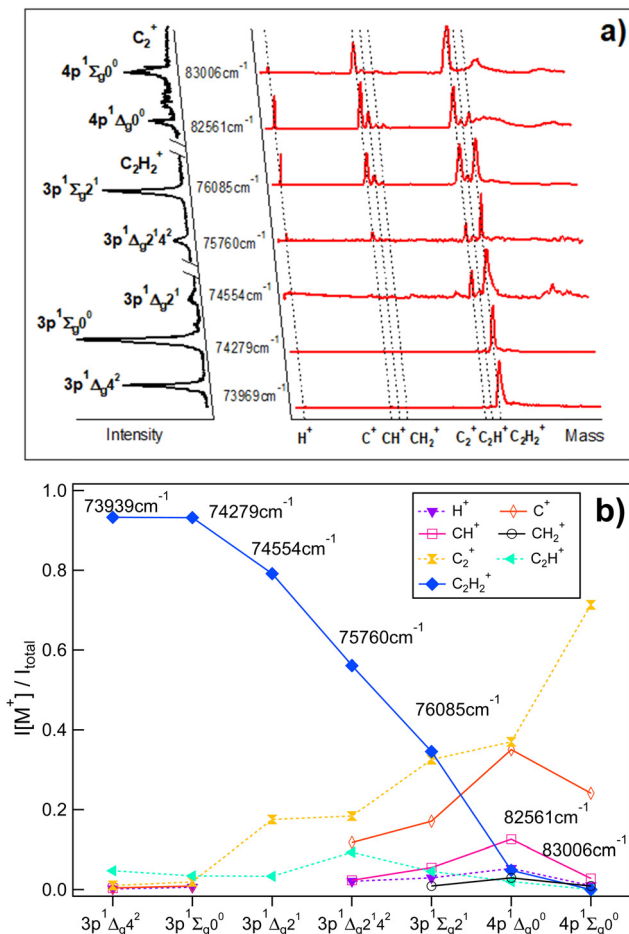 a)
C₂⁺
4p¹Σg0⁰ 83006cm⁻¹
4p¹Δg0⁰ 82561cm⁻¹
C₂H₂⁺
3p¹Σg2¹ 76085cm⁻¹
3p¹Δg2¹4² 75760cm⁻¹
3p¹Δg2¹ 74554cm⁻¹
3p¹Σg0⁰ 74279cm⁻¹
3p¹Δg4² 73969cm⁻¹
Intensity H⁺ C⁺ CH⁺ CH₂⁺ C₂⁺ C₂H⁺ C₂H₂⁺ Mass
b)
73939cm⁻¹
74279cm⁻¹
74554cm⁻¹
75760cm⁻¹
76085cm⁻¹
82561cm⁻¹
83006cm⁻¹
H⁺ C⁺
CH⁺ CH₂⁺
C₂⁺ C₂H⁺
C₂H₂⁺
I[M⁺] / Itotal
1.0
0.8
0.6
0.4
0.2
0.0
3p¹Δg4² 3p¹Σg0⁰ 3p¹Δg2¹ 3p¹Δg2¹4² 3p¹Σg2¹ 4p¹Δg0⁰ 4p¹Σg0⁰